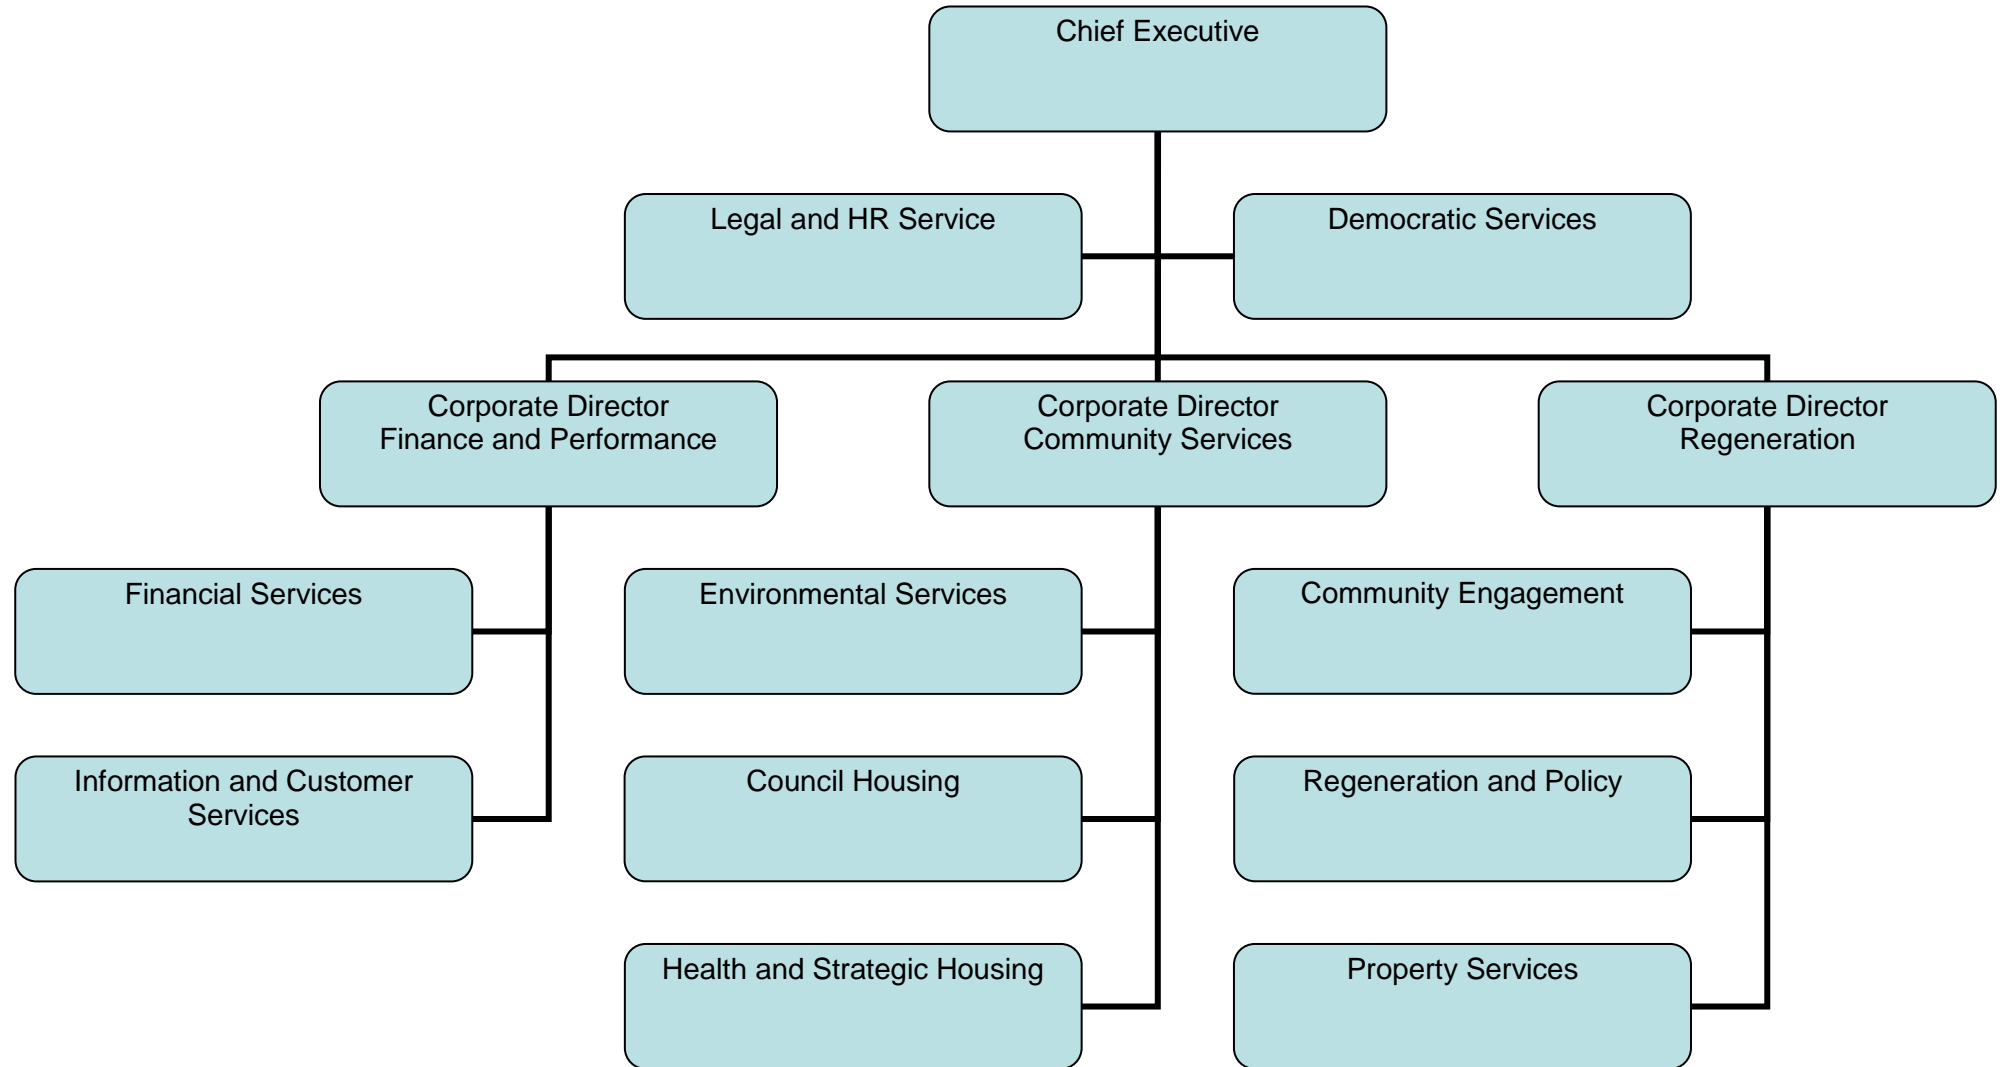 Chief Executive
Legal and HR Service
Democratic Services
Corporate Director
Finance and Performance
Corporate Director
Community Services
Corporate Director
Regeneration
Financial Services
Environmental Services
Community Engagement
Information and Customer
Services
Council Housing
Regeneration and Policy
Health and Strategic Housing
Property Services